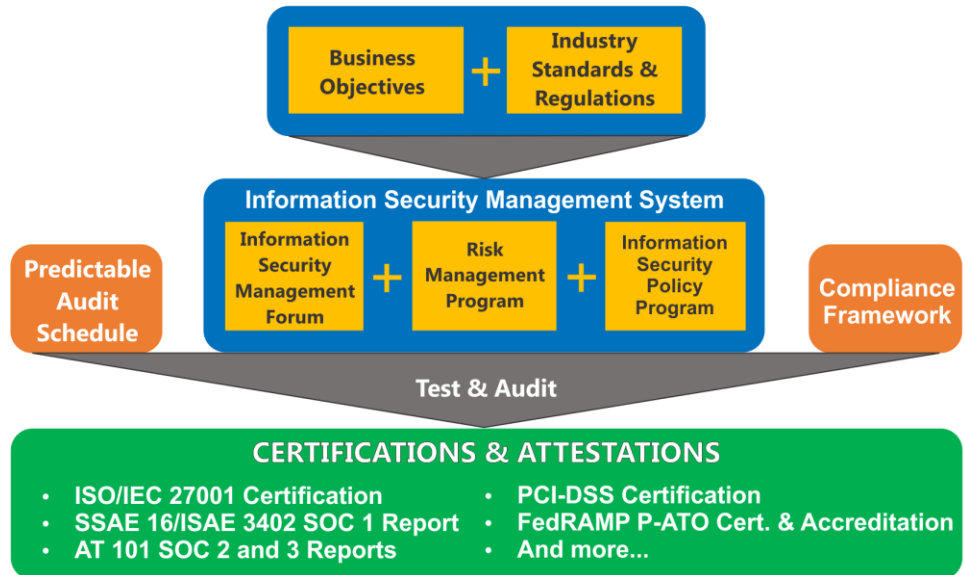 Business
Objectives
+
Industry
Standards &
Regulations
Information Security Management System
Information
Security
Management
Forum
+
Risk
Management
Program
+
Information
Security
Policy
Program
Predictable
Audit
Schedule
Compliance
Framework
Test & Audit
CERTIFICATIONS & ATTESTATIONS
• ISO/IEC 27001 Certification
• SSAE 16/ISAE 3402 SOC 1 Report
• AT 101 SOC 2 and 3 Reports
• PCI-DSS Certification
• FedRAMP P-ATO Cert. & Accreditation
• And more...